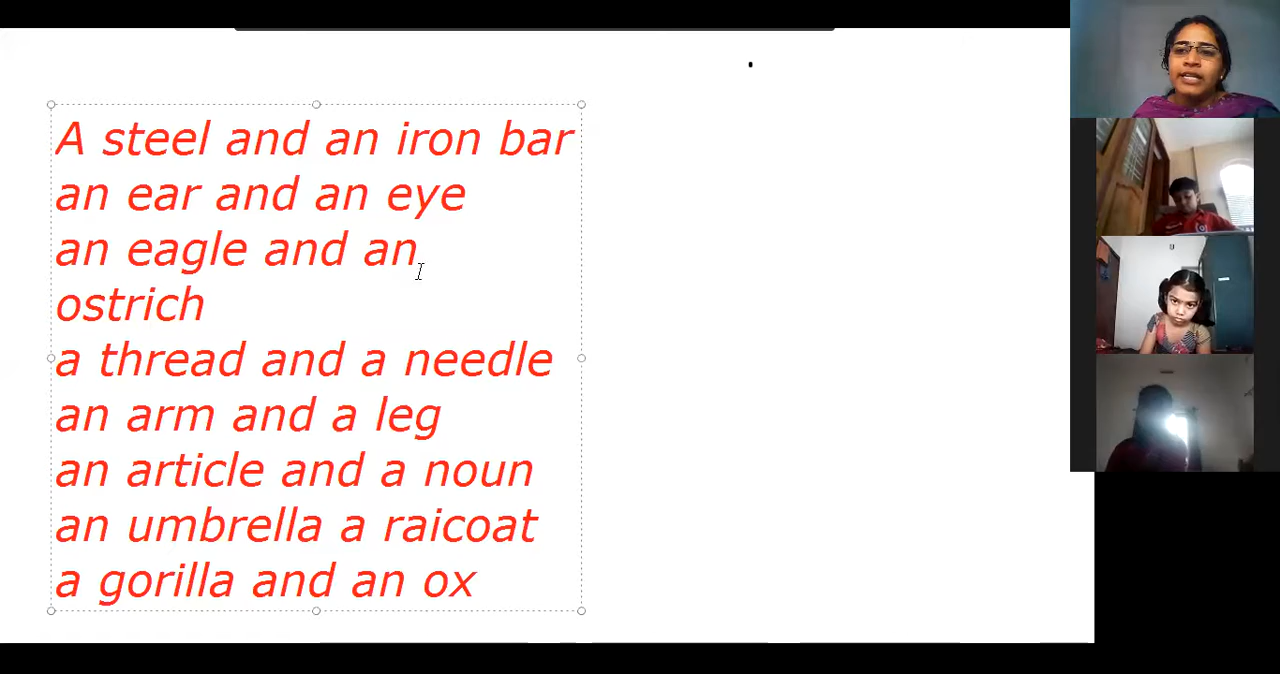 A steel and an iron bar
an ear and an eye
an eagle and an
ostrich
a thread and a needle
an arm and a leg
an article and a noun
an umbrella a raicoat
a gorilla and an ox